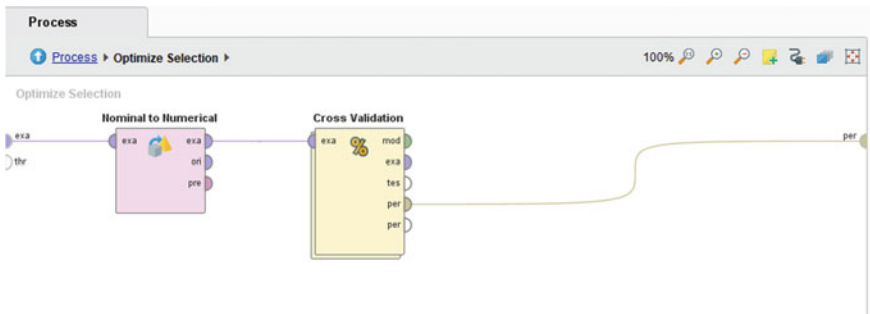 Process
Process ▸ Optimize Selection ▸
100%
Optimize Selection
Nominal to Numerical
Cross Validation
exa
thr
exa
exa
ori
pre
exa
%
mod
exa
tes
per
per
per